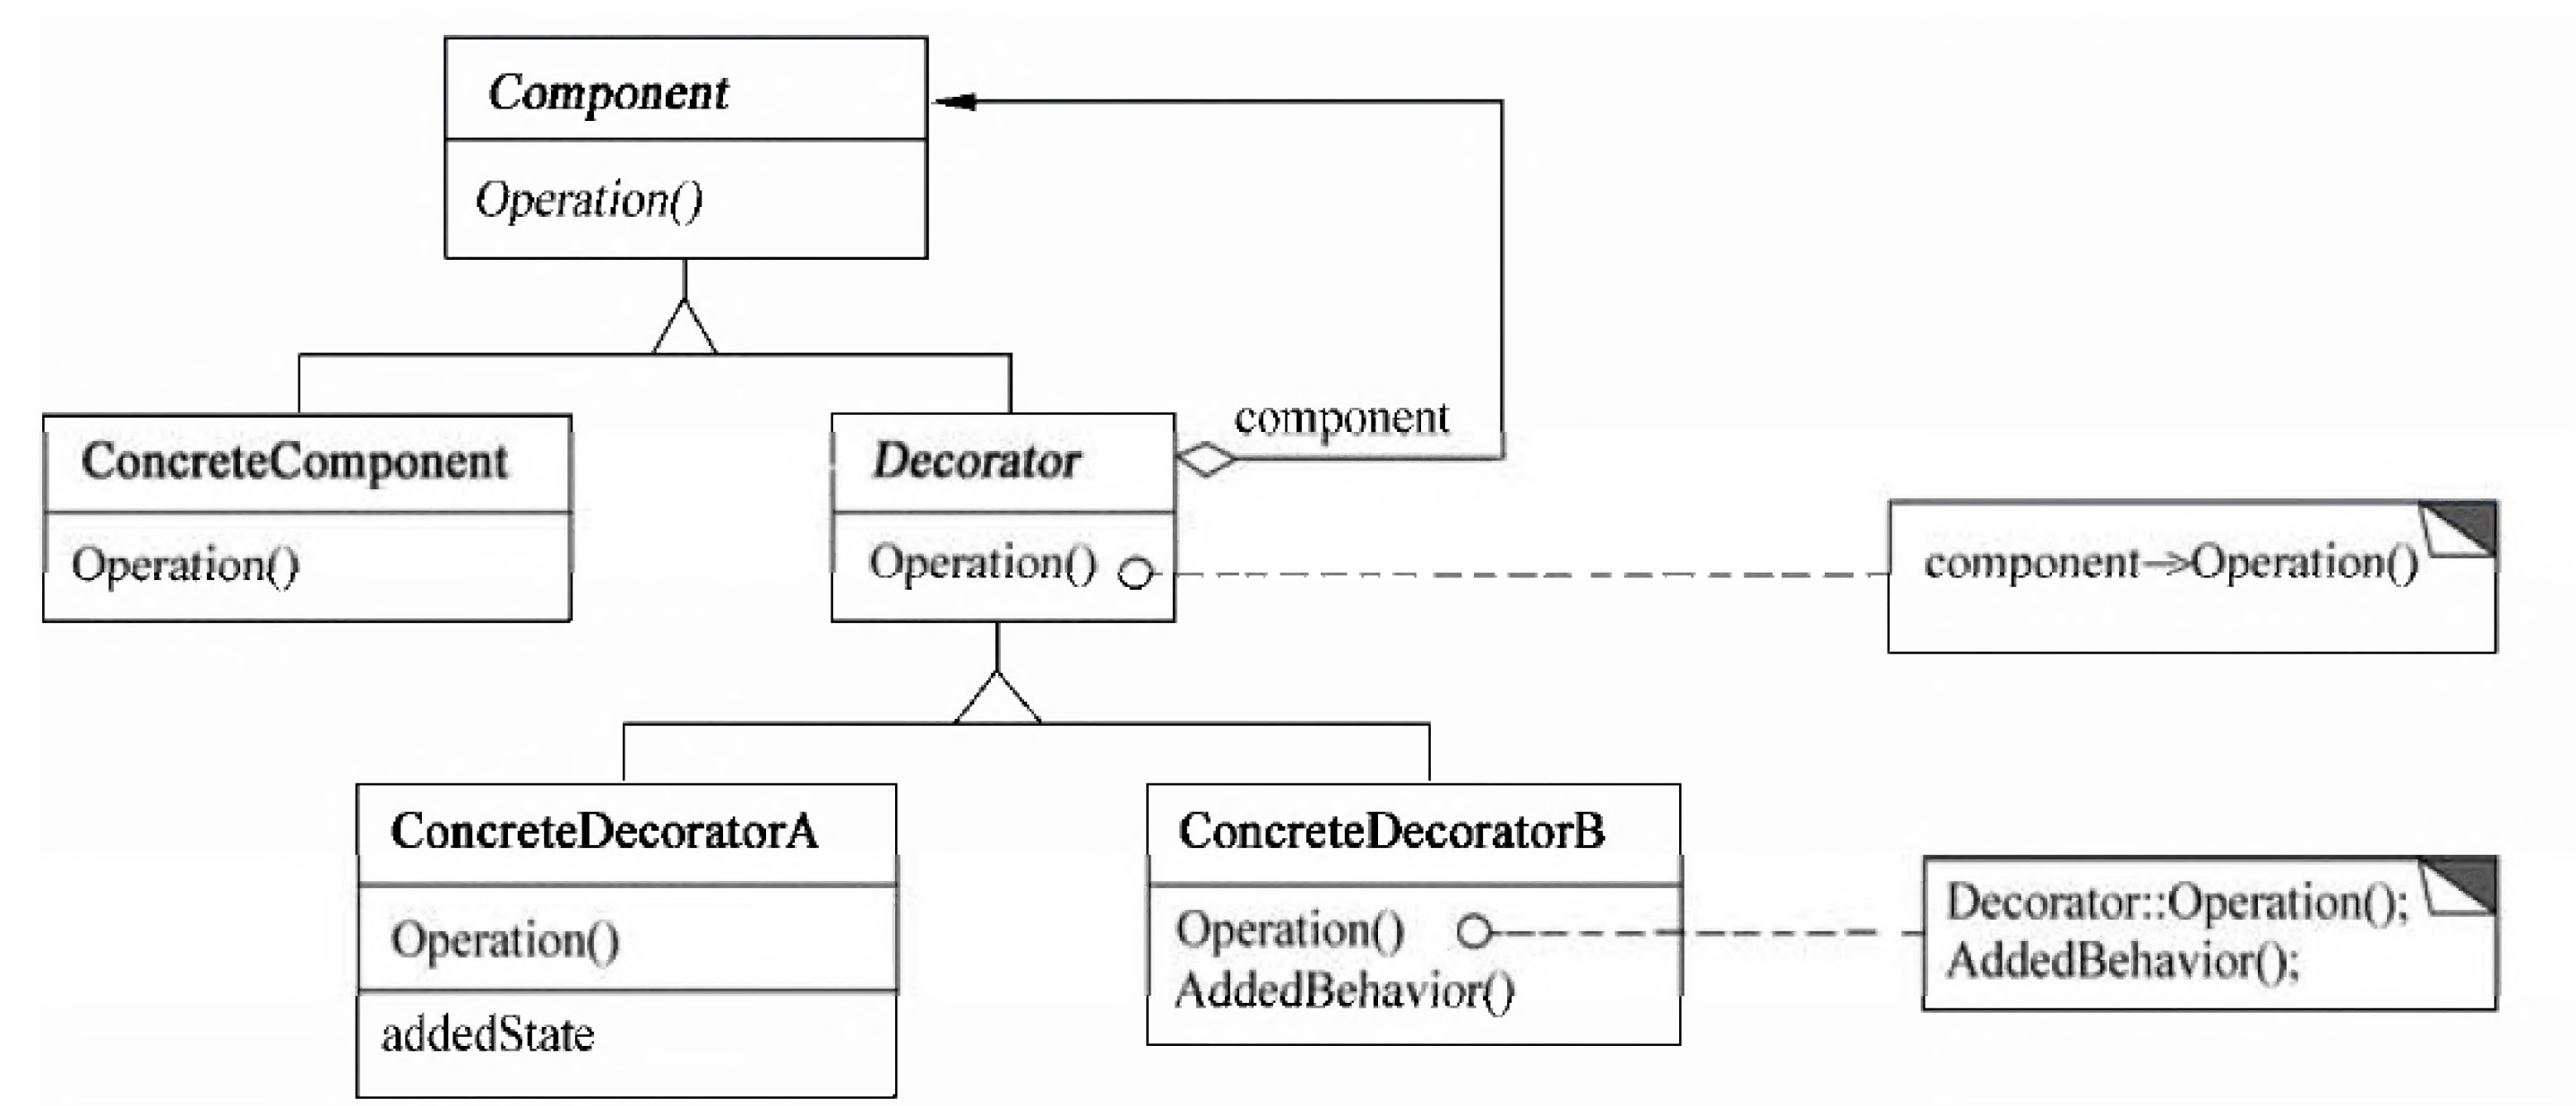 Component
Operation()
component
ConcreteComponent
Decorator
Operation()
Operation()
component->Operation()
ConcreteDecoratorA
ConcreteDecoratorB
Operation()
addedState
Operation()
AddedBehavior()
Decorator::Operation();
AddedBehavior();